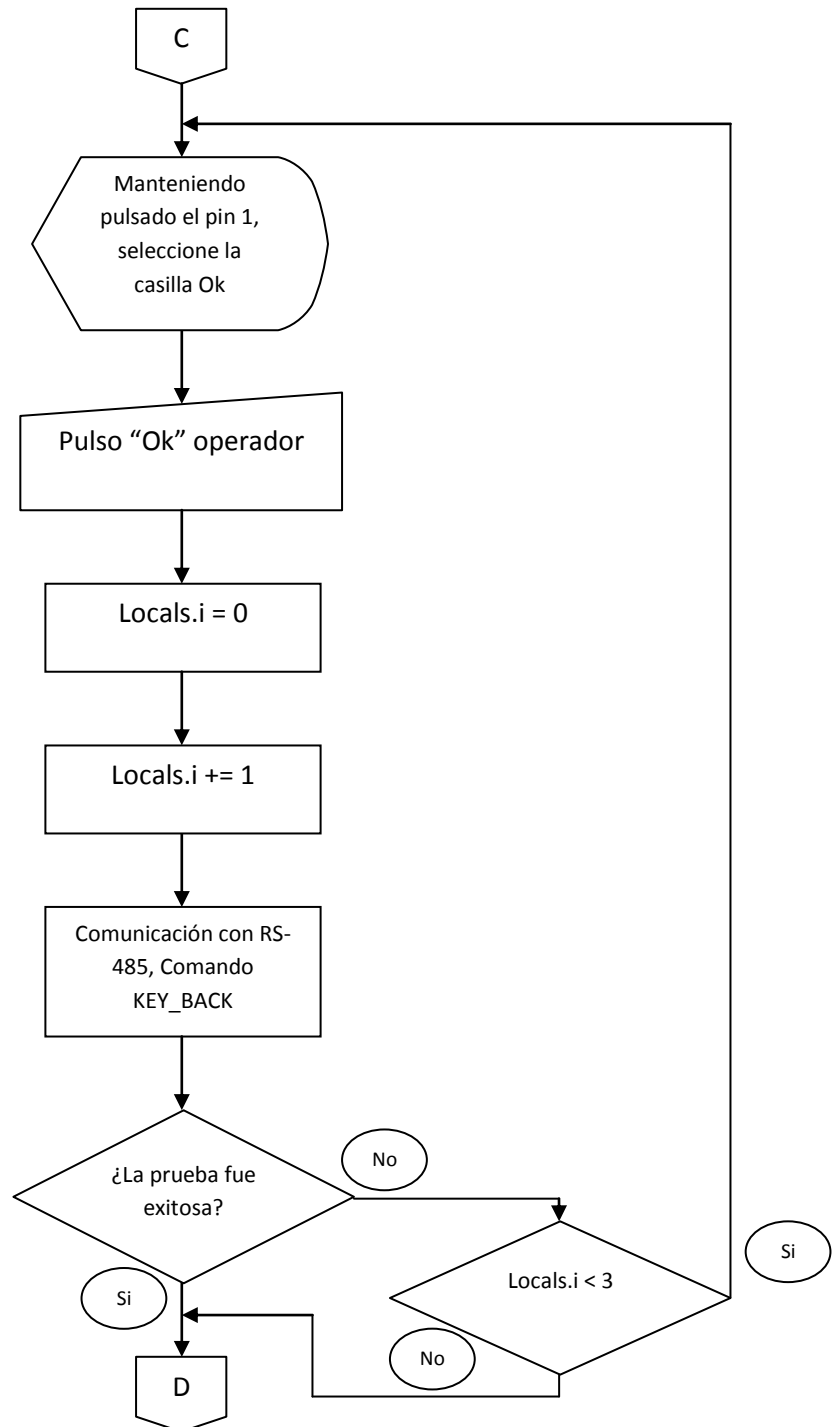 C
Manteniendo
pulsado el pin 1,
seleccione la
casilla Ok
Pulso “Ok” operador
Locals.i = 0
Locals.i += 1
Comunicación con RS-
485, Comando
KEY_BACK
¿La prueba fue
exitosa?
No
Si
Locals.i < 3
Si
No
D